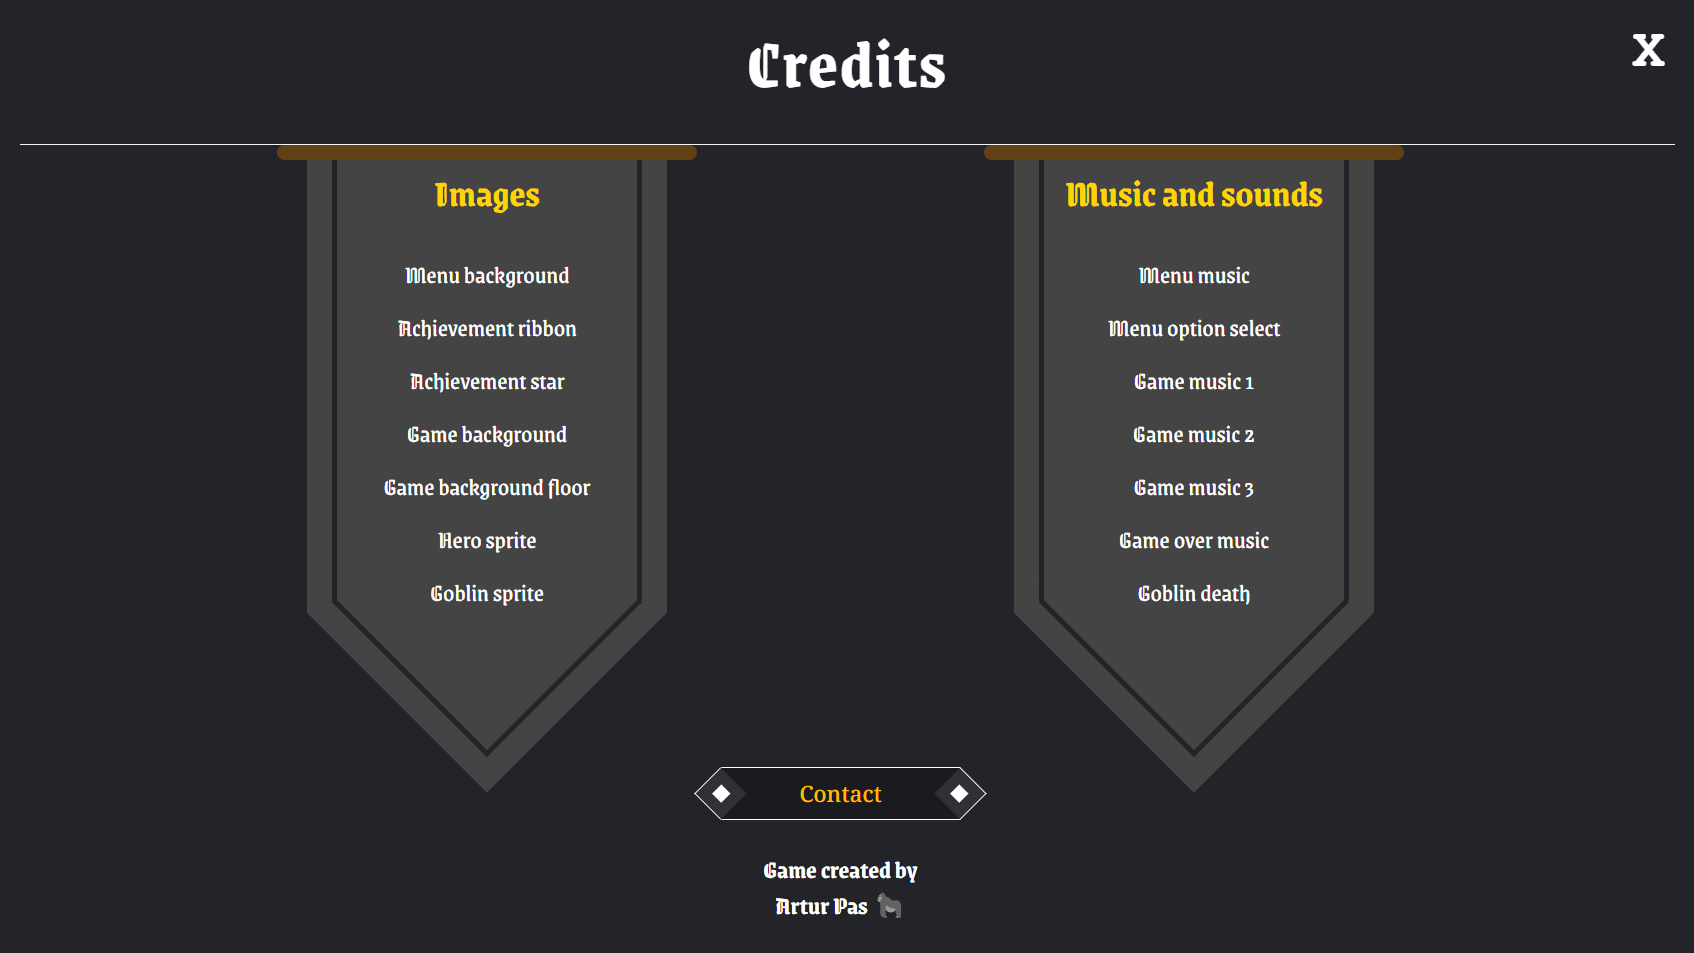 Credits
X
Images
Menu background
Achievement ribbon
Achievement star
Game background
Game background floor
Hero sprite
Goblin sprite
Music and sounds
Menu music
Menu option select
Game music 1
Game music 2
Game music 3
Game over music
Goblin death
Contact
Game created by
Artur Pas 🦍